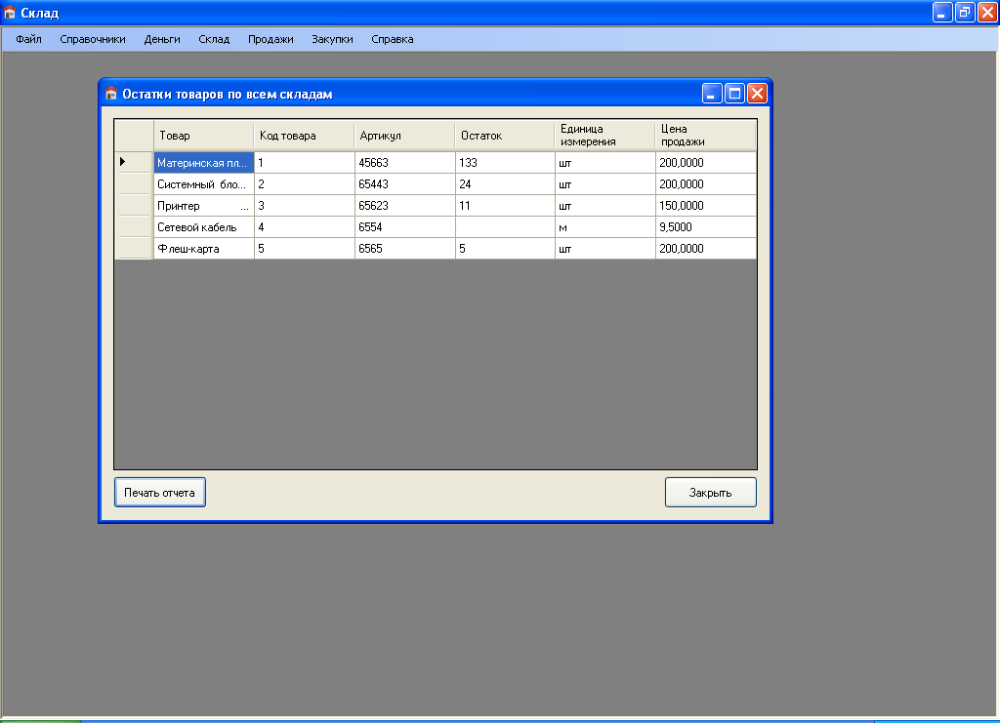 Склад
Файл Справочники Деньги Склад Продажи Закупки Справка
Остатки товаров по всем складам
Товар Код товара Артикул Остаток Единица измерения Цена продажи
Материнская пл... 1 45663 133 шт 200,0000
Системный бло... 2 65443 24 шт 200,0000
Принтер ... 3 65623 11 шт 150,0000
Сетевой кабель 4 6554 м 9,5000
Флеш-карта 5 6565 5 шт 200,0000
Печать отчета Закрыть